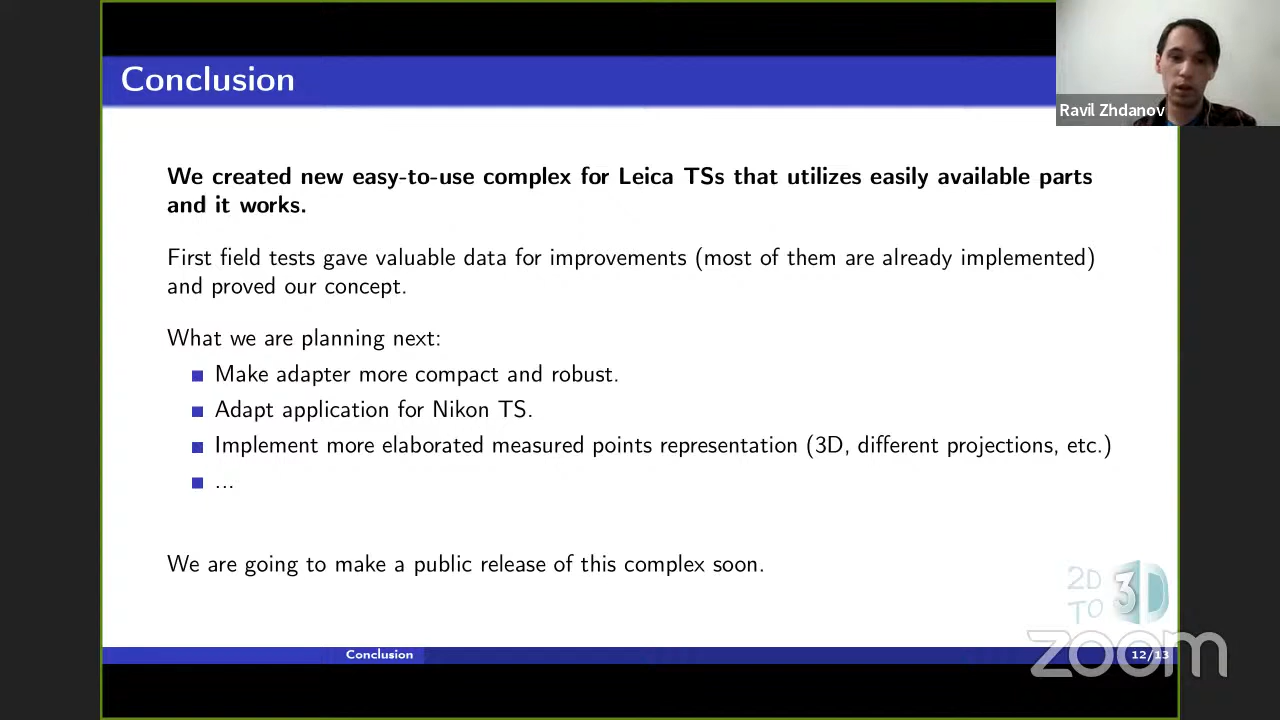 Conclusion
Ravil Zhdanov
We created new easy-to-use complex for Leica TSs that utilizes easily available parts
and it works.
First field tests gave valuable data for improvements (most of them are already implemented)
and proved our concept.
What we are planning next:
Make adapter more compact and robust.
Adapt application for Nikon TS.
Implement more elaborated measured points representation (3D, different projections, etc.)
...
We are going to make a public release of this complex soon.
2D
TO 3D
zoom
Conclusion
12/13